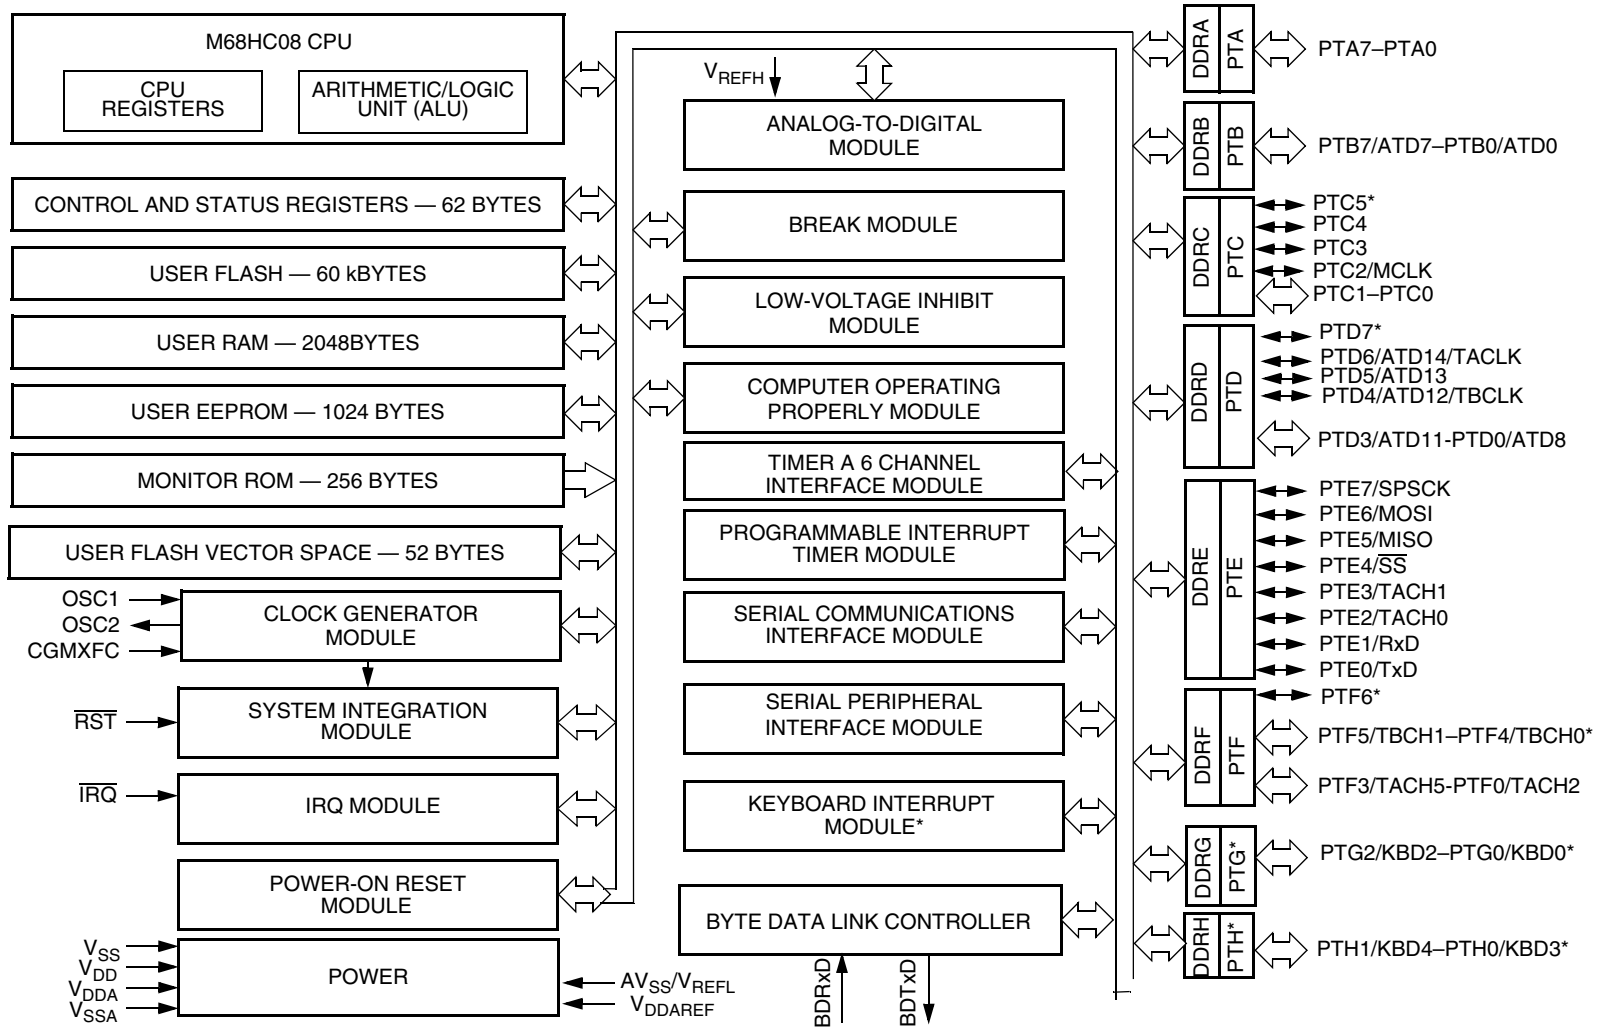 M68HC08 CPU
CPU
REGISTERS
ARITHMETIC/LOGIC
UNIT (ALU)
CONTROL AND STATUS REGISTERS — 62 BYTES
USER FLASH — 60 kBYTES
USER RAM — 2048BYTES
USER EEPROM — 1024 BYTES
MONITOR ROM — 256 BYTES
USER FLASH VECTOR SPACE — 52 BYTES
OSC1
OSC2
CGMXFC
CLOCK GENERATOR
MODULE
RST
SYSTEM INTEGRATION
MODULE
IRQ
IRQ MODULE
POWER-ON RESET
MODULE
VSS
VDD
VDDA
VSSA
POWER
AVSS/VREFL
VDDAREF
VREFH
ANALOG-TO-DIGITAL
MODULE
BREAK MODULE
LOW-VOLTAGE INHIBIT
MODULE
COMPUTER OPERATING
PROPERLY MODULE
TIMER A 6 CHANNEL
INTERFACE MODULE
PROGRAMMABLE INTERRUPT
TIMER MODULE
SERIAL COMMUNICATIONS
INTERFACE MODULE
SERIAL PERIPHERAL
INTERFACE MODULE
KEYBOARD INTERRUPT
MODULE*
BYTE DATA LINK CONTROLLER
BDRxD
BDTxD
DDRA
PTA
PTA7–PTA0
DDRB
PTB
PTB7/ATD7–PTB0/ATD0
DDRC
PTC
PTC5*
PTC4
PTC3
PTC2/MCLK
PTC1–PTC0
DDRD
PTD
PTD7*
PTD6/ATD14/TACLK
PTD5/ATD13
PTD4/ATD12/TBCLK
PTD3/ATD11-PTD0/ATD8
DDRE
PTE
PTE7/SPSCK
PTE6/MOSI
PTE5/MISO
PTE4/SS
PTE3/TACH1
PTE2/TACH0
PTE1/RxD
PTE0/TxD
DDRF
PTF
PTF6*
PTF5/TBCH1–PTF4/TBCH0*
PTF3/TACH5-PTF0/TACH2
DDRG
PTG*
PTG2/KBD2–PTG0/KBD0*
DDRH
PTH*
PTH1/KBD4–PTH0/KBD3*